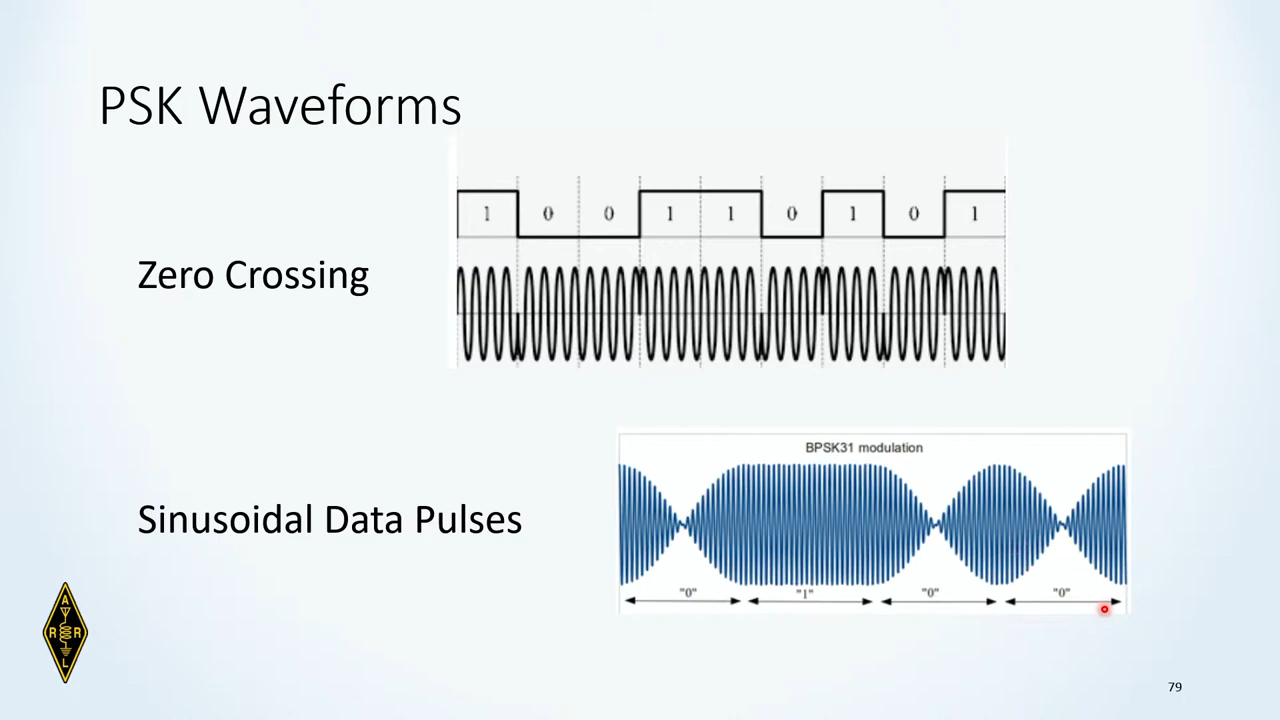 PSK Waveforms
1 0 0 1 1 0 1 0 1
Zero Crossing
BPSK31 modulation
Sinusoidal Data Pulses
"0" "1" "0" "0"
A
R R
L
79